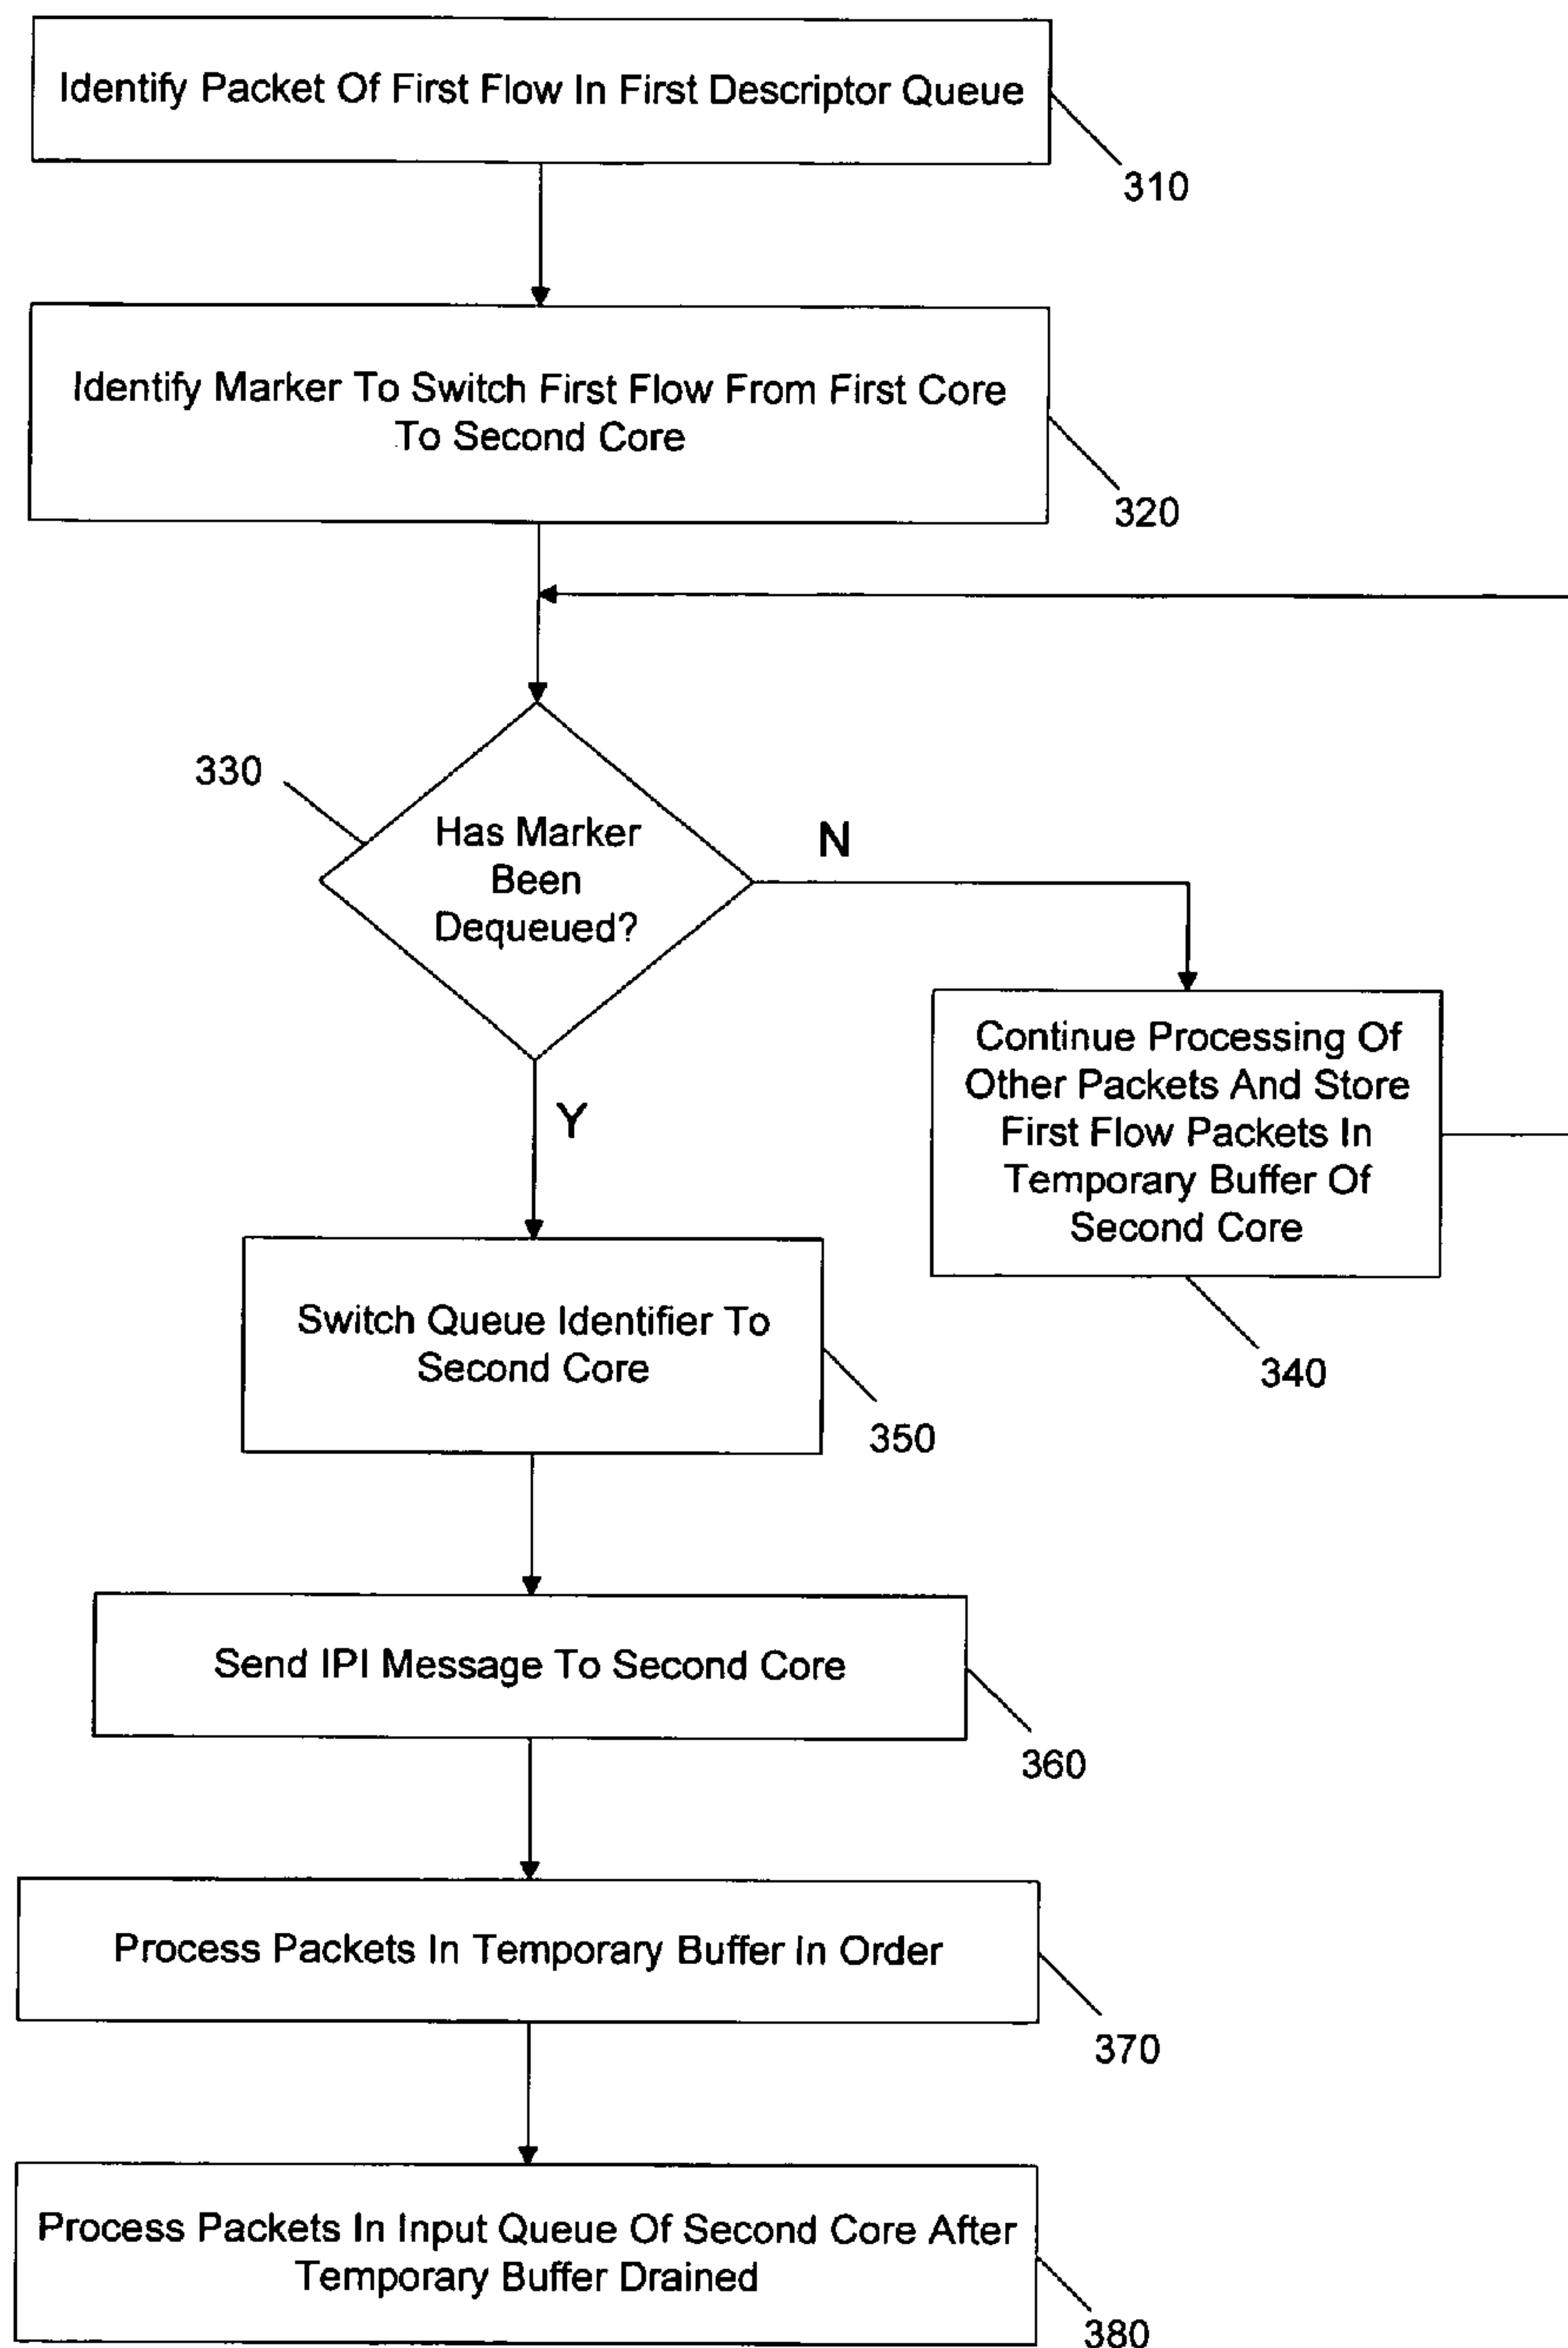 Identify Packet Of First Flow In First Descriptor Queue
310
Identify Marker To Switch First Flow From First Core
To Second Core
320
330
Has Marker
Been
Dequeued?
N
Y
Continue Processing Of
Other Packets And Store
First Flow Packets In
Temporary Buffer Of
Second Core
340
Switch Queue Identifier To
Second Core
350
Send IPI Message To Second Core
360
Process Packets In Temporary Buffer In Order
370
Process Packets In Input Queue Of Second Core After
Temporary Buffer Drained
380